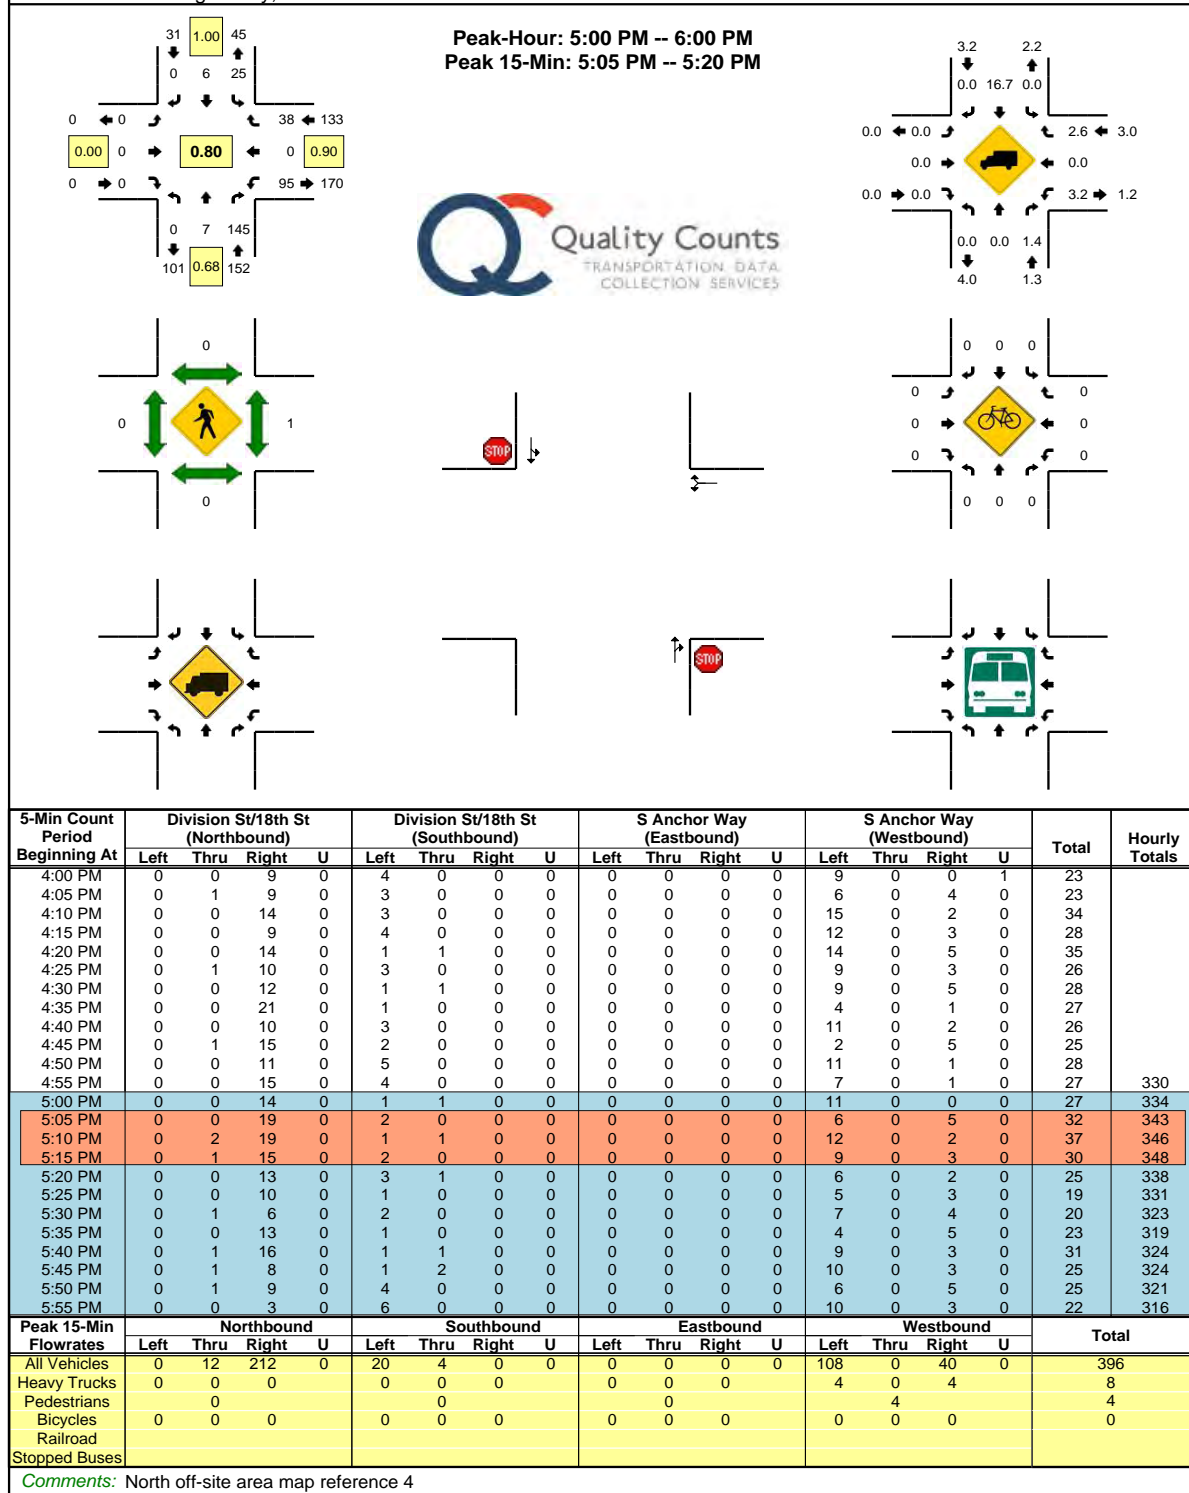 Peak-Hour: 5:00 PM -- 6:00 PM
Peak 15-Min: 5:05 PM -- 5:20 PM
31 1.00 45
0 6 25
0 0 38 133
0.00 0 0.80 0 0.90
0 0 95 170
0 7 145
101 0.68 152
3.2 2.2
0.0 16.7 0.0
0.0 0.0 2.6 3.0
0.0 0.0
0.0 0.0 3.2 1.2
0.0 0.0 1.4
4.0 1.3
Quality Counts
TRANSPORTATION DATA
COLLECTION SERVICES
0
0 1
0
STOP
0 0 0
0 0
0 0
0 0
0 0 0
STOP
5-Min Count Period Beginning At Division St/18th St (Northbound) Division St/18th St (Southbound) S Anchor Way (Eastbound) S Anchor Way (Westbound) Total Hourly Totals
Left Thru Right U Left Thru Right U Left Thru Right U Left Thru Right U
4:00 PM 0 0 9 0 4 0 0 0 0 0 0 0 9 0 0 1 23
4:05 PM 0 1 9 0 3 0 0 0 0 0 0 0 6 0 4 0 23
4:10 PM 0 0 14 0 3 0 0 0 0 0 0 0 15 0 2 0 34
4:15 PM 0 0 9 0 4 0 0 0 0 0 0 0 12 0 3 0 28
4:20 PM 0 0 14 0 1 1 0 0 0 0 0 0 14 0 5 0 35
4:25 PM 0 1 10 0 3 0 0 0 0 0 0 0 9 0 3 0 26
4:30 PM 0 0 12 0 1 1 0 0 0 0 0 0 9 0 5 0 28
4:35 PM 0 0 21 0 1 0 0 0 0 0 0 0 4 0 1 0 27
4:40 PM 0 0 10 0 3 0 0 0 0 0 0 0 11 0 2 0 26
4:45 PM 0 1 15 0 2 0 0 0 0 0 0 0 2 0 5 0 25
4:50 PM 0 0 11 0 5 0 0 0 0 0 0 0 11 0 1 0 28
4:55 PM 0 0 15 0 4 0 0 0 0 0 0 0 7 0 1 0 27 330
5:00 PM 0 0 14 0 1 1 0 0 0 0 0 0 11 0 0 0 27 334
5:05 PM 0 0 19 0 2 0 0 0 0 0 0 0 6 0 5 0 32 343
5:10 PM 0 2 19 0 1 1 0 0 0 0 0 0 12 0 2 0 37 346
5:15 PM 0 1 15 0 2 0 0 0 0 0 0 0 9 0 3 0 30 348
5:20 PM 0 0 13 0 3 1 0 0 0 0 0 0 6 0 2 0 25 338
5:25 PM 0 0 10 0 1 0 0 0 0 0 0 0 5 0 3 0 19 331
5:30 PM 0 1 6 0 2 0 0 0 0 0 0 0 7 0 4 0 20 323
5:35 PM 0 0 13 0 1 0 0 0 0 0 0 0 4 0 5 0 23 319
5:40 PM 0 1 16 0 1 1 0 0 0 0 0 0 9 0 3 0 31 324
5:45 PM 0 1 8 0 1 2 0 0 0 0 0 0 10 0 3 0 25 324
5:50 PM 0 1 9 0 4 0 0 0 0 0 0 0 6 0 5 0 25 321
5:55 PM 0 0 3 0 6 0 0 0 0 0 0 0 10 0 3 0 22 316
Peak 15-Min Flowrates Northbound Southbound Eastbound Westbound Total
Left Thru Right U Left Thru Right U Left Thru Right U Left Thru Right U
All Vehicles 0 12 212 0 20 4 0 0 0 0 0 0 108 0 40 0 396
Heavy Trucks 0 0 0 0 0 0 0 0 0 4 0 4 8
Pedestrians 0 0 0 4 4
Bicycles 0 0 0 0 0 0 0 0 0 0 0 0 0
Railroad
Stopped Buses
Comments: North off-site area map reference 4